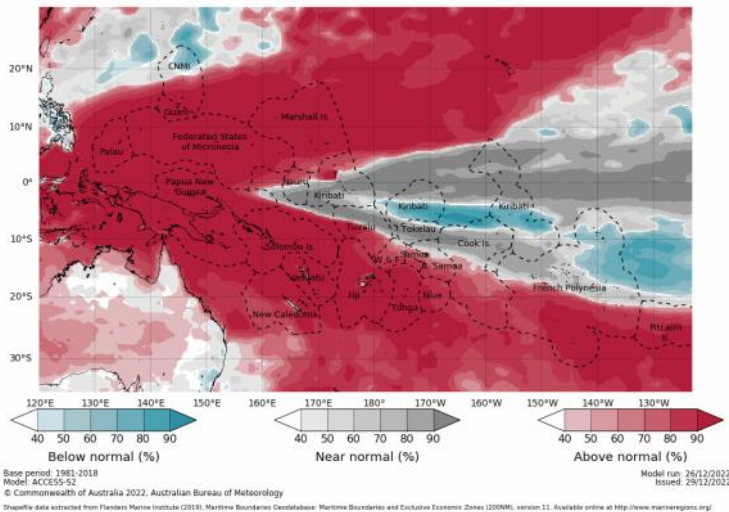 20°N
CNMI
Guam
10°N
Marshall Is.
Federated States
of Micronesia
Palau
0°
Papua New
Guinea
Nauru
Kiribati
Kiribati
Kiribati
Tuvalu
Tokelau
Solomon Is.
Cook Is.
10°S
W & F
Samoa
A. Samoa
Vanuatu
Fiji
Niue
French Polynesia
20°S
Tonga
New Caledonia
Pitcairn
Is.
30°S
120°E 130°E 140°E 150°E 160°E 170°E 180° 170°W 160°W 150°W 140°W 130°W
40 50 60 70 80 90
Below normal (%)
40 50 60 70 80 90
Near normal (%)
40 50 60 70 80 90
Above normal (%)
Base period: 1981-2018
Model: ACCESS-S2
Model run: 26/12/2022
Issued: 29/12/2022
© Commonwealth of Australia 2022, Australian Bureau of Meteorology
Shapefile data extracted from Flanders Marine Institute (2019), Maritime Boundaries Geodatabase: Maritime Boundaries and Exclusive Economic Zones (200NM), version 11. Available online at http://www.marineregions.org/